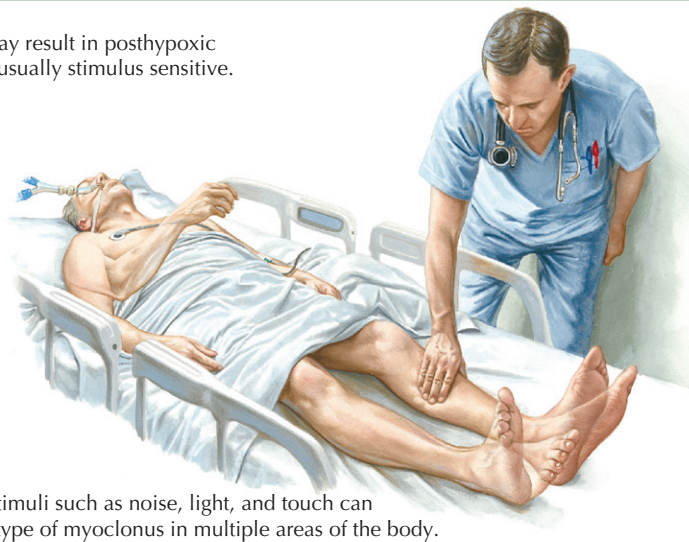 ay result in posthypoxic
usually stimulus sensitive.
timuli such as noise, light, and touch can
type of myoclonus in multiple areas of the body.